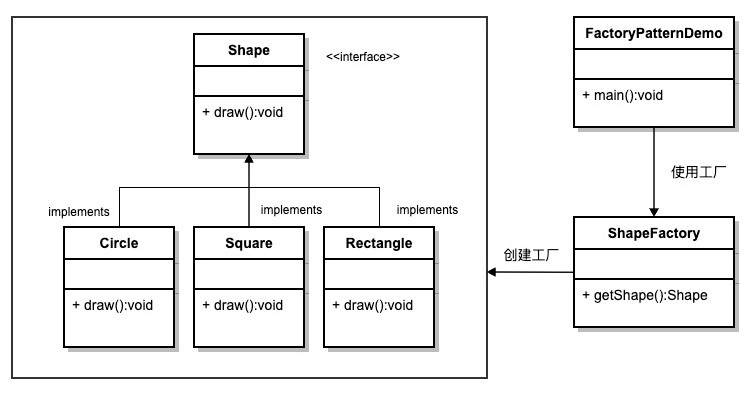 Shape
<<interface>>
+ draw():void
implements
implements
implements
Circle
+ draw():void
Square
+ draw():void
Rectangle
+ draw():void
FactoryPatternDemo
+ main():void
使用工厂
ShapeFactory
+ getShape():Shape
创建工厂